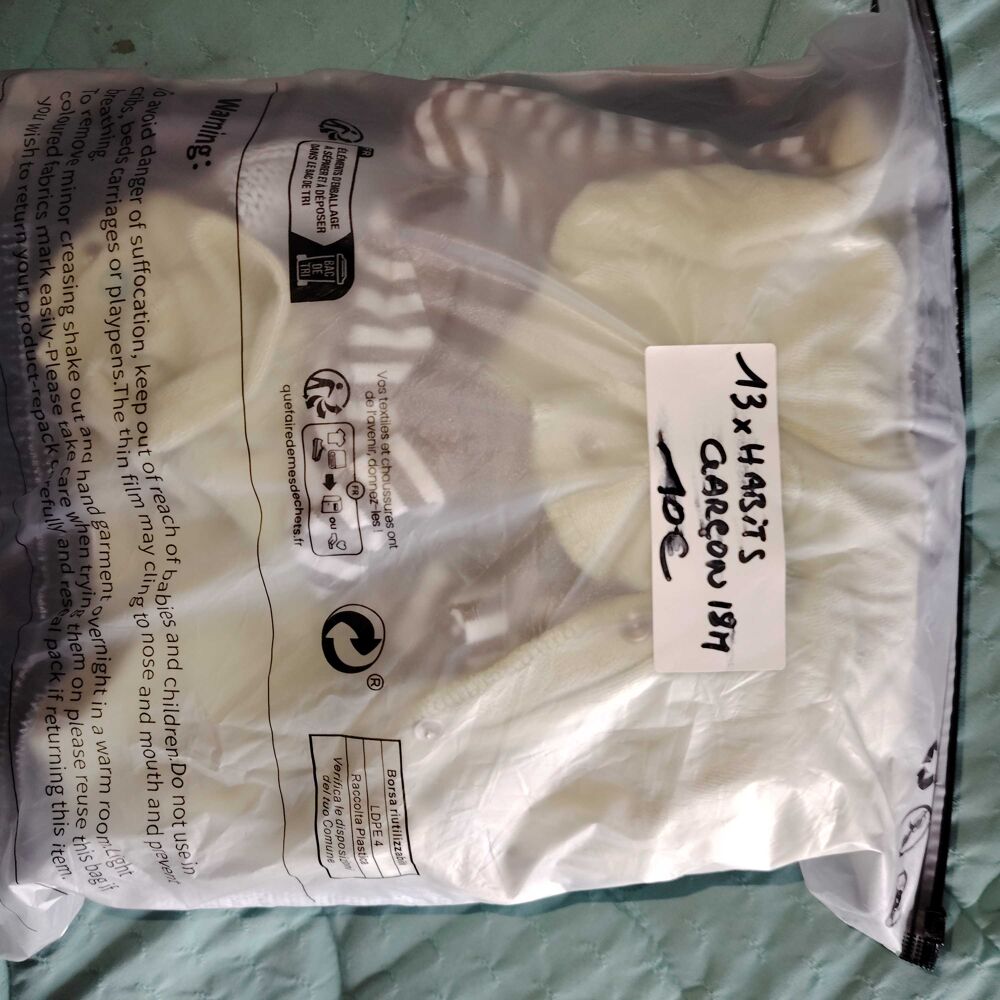 13 x HABITS
GARÇON 18M
10€
Warning:
To avoid danger of suffocation, keep out of reach of babies and children.Do not use in
cribs, beds carriages or playpens.The thin film may cling to nose and mouth and prevent
breathing.
To remove minor creasing shake out and hand garment overnight in a warm room.Light
coloured fabrics mark easily-Please take care when trying them on please reuse this bag if
you wish to return your product-repack carefully and reseal pack if returning this item.
FR
ÉLÉMENTS D'EMBALLAGE
À SÉPARER ET À DÉPOSER
DANS LE BAC DE TRI
BAC
DE
TRI
Vos textiles et chaussures ont
de l'avenir, donnez-les !
FR
ou
quefairedemesdechets.fr
®
Borsa riutilizzabile
LDPE 4
Raccolta Plastica
Verifica le disposizioni
del tuo Comune